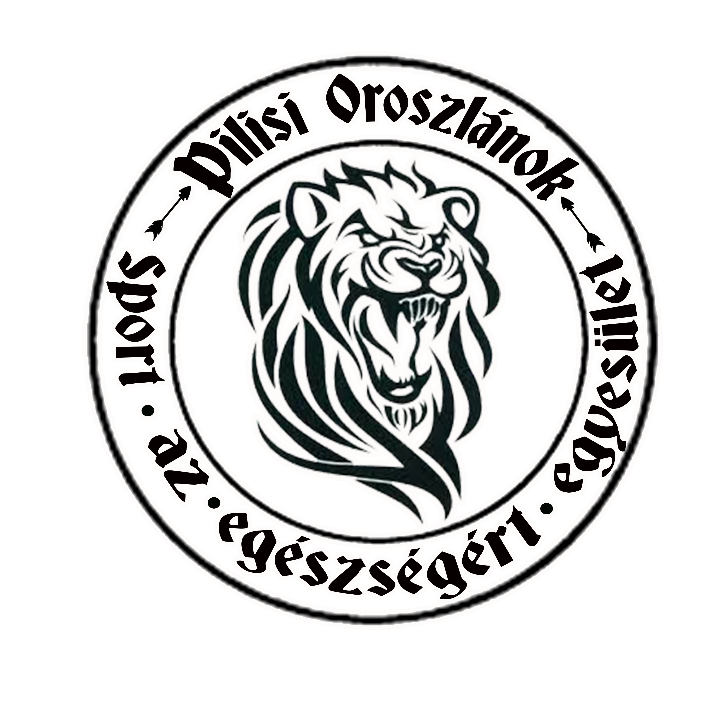 Pilisi Oroszlánok
Sport · az · egészségért · egyesület